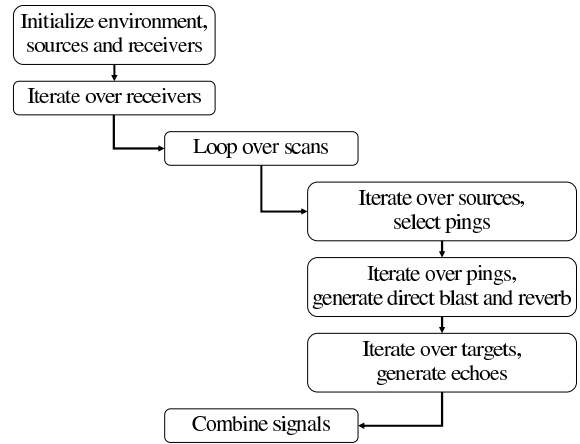 Initialize environment,
sources and receivers
Iterate over receivers
Loop over scans
Iterate over sources,
select pings
Iterate over pings,
generate direct blast and reverb
Iterate over targets,
generate echoes
Combine signals